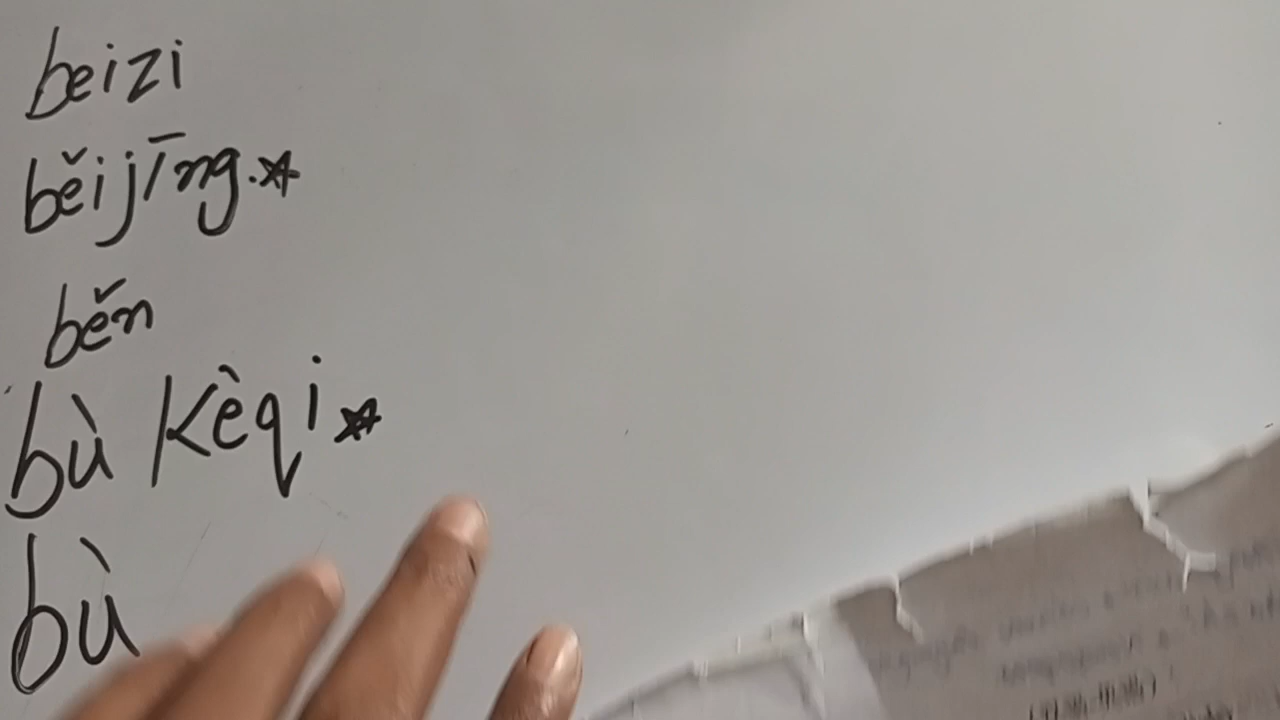 beizi
běijīng.☆
běn
bù Kèqi☆
bù